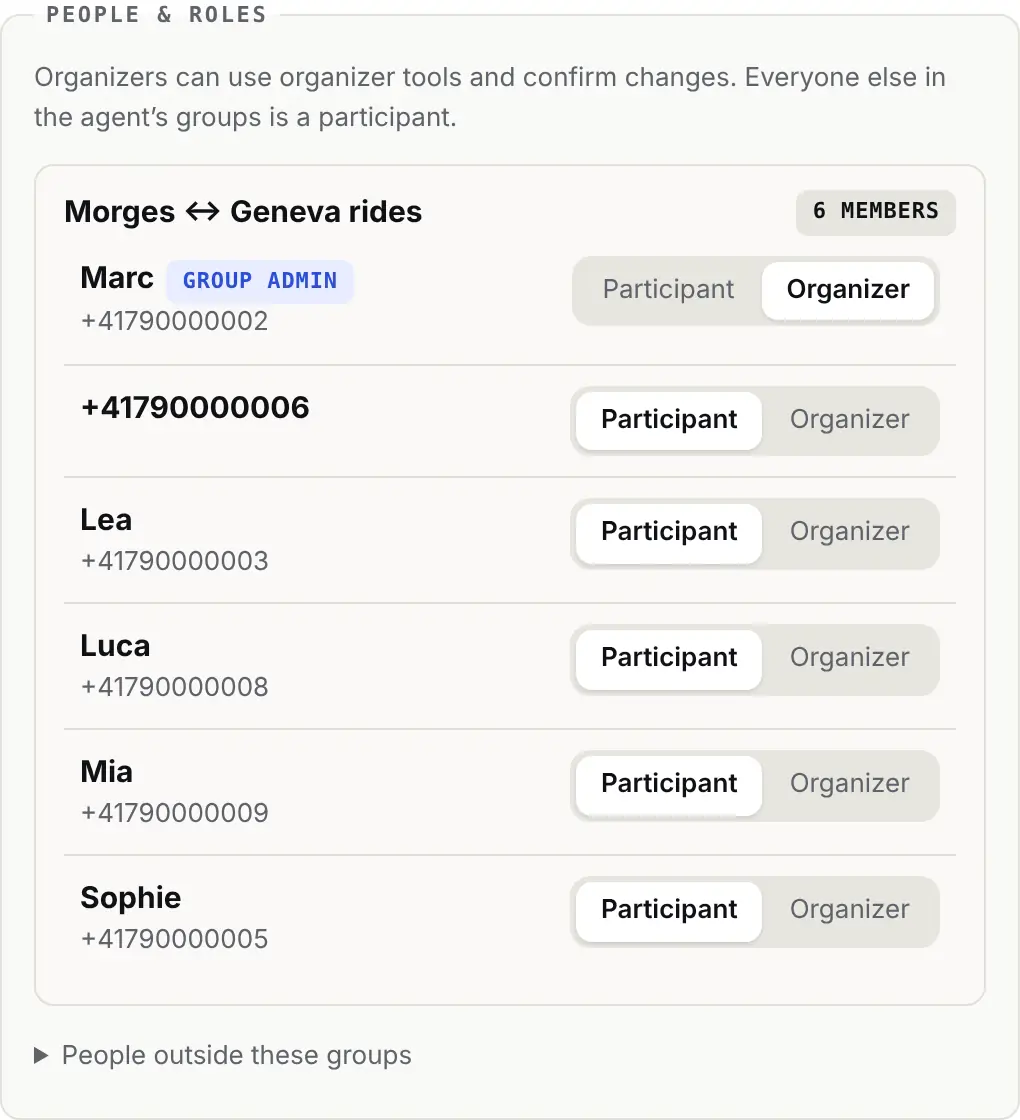 PEOPLE & ROLES
Organizers can use organizer tools and confirm changes. Everyone else in
the agent’s groups is a participant.
Morges ↔ Geneva rides
6 MEMBERS
Marc GROUP ADMIN
+41790000002
Participant Organizer
+41790000006
Participant Organizer
Lea
+41790000003
Participant Organizer
Luca
+41790000008
Participant Organizer
Mia
+41790000009
Participant Organizer
Sophie
+41790000005
Participant Organizer
▶ People outside these groups